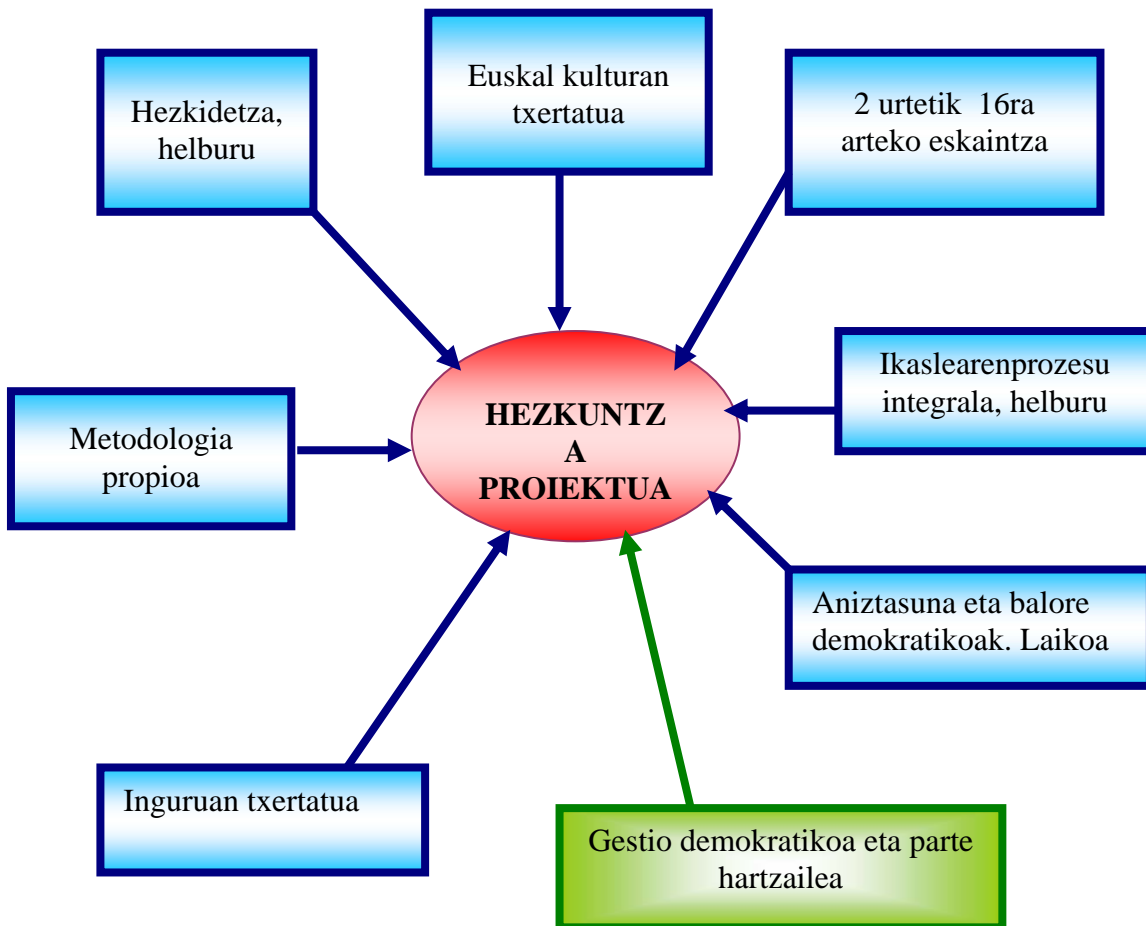 Hezkidetza,
helburu
Euskal kulturan
txertatua
2 urtetik  16ra
arteko eskaintza
Metodologia
propioa
HEZKUNTZ
A
PROIEKTUA
Ikaslearenprozesu
integrala, helburu
Aniztasuna eta balore
demokratikoak. Laikoa
Inguruan txertatua
Gestio demokratikoa eta parte
hartzailea